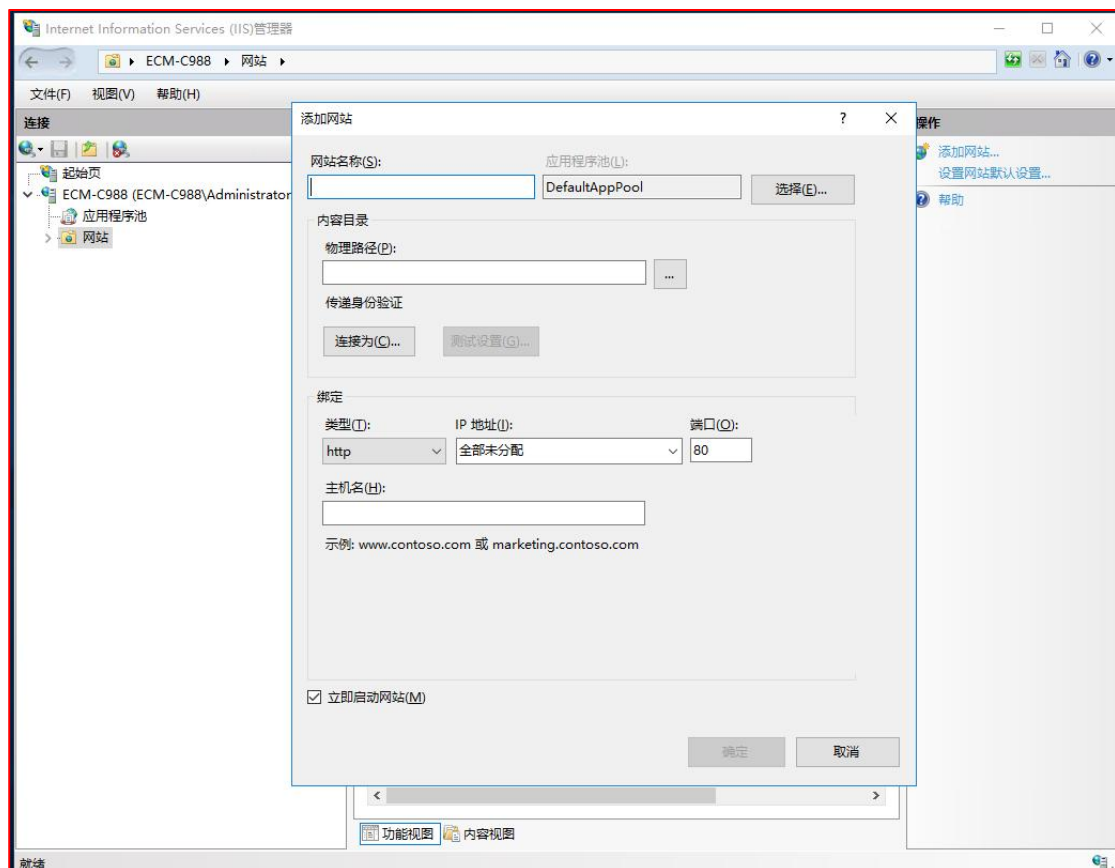 Internet Information Services (IIS)管理器
ECM-C988 网站
文件(F) 视图(V) 帮助(H)
连接
起始页
ECM-C988 (ECM-C988\Administrator
应用程序池
网站
添加网站
?
网站名称(S):
应用程序池(L):
DefaultAppPool
选择(E)...
内容目录
物理路径(P):
...
传递身份验证
连接为(C)...
测试设置(G)...
绑定
类型(T):
IP 地址(I):
端口(O):
http
全部未分配
80
主机名(H):
示例: www.contoso.com 或 marketing.contoso.com
立即启动网站(M)
确定
取消
操作
添加网站...
设置网站默认设置...
帮助
功能视图
内容视图
就绪